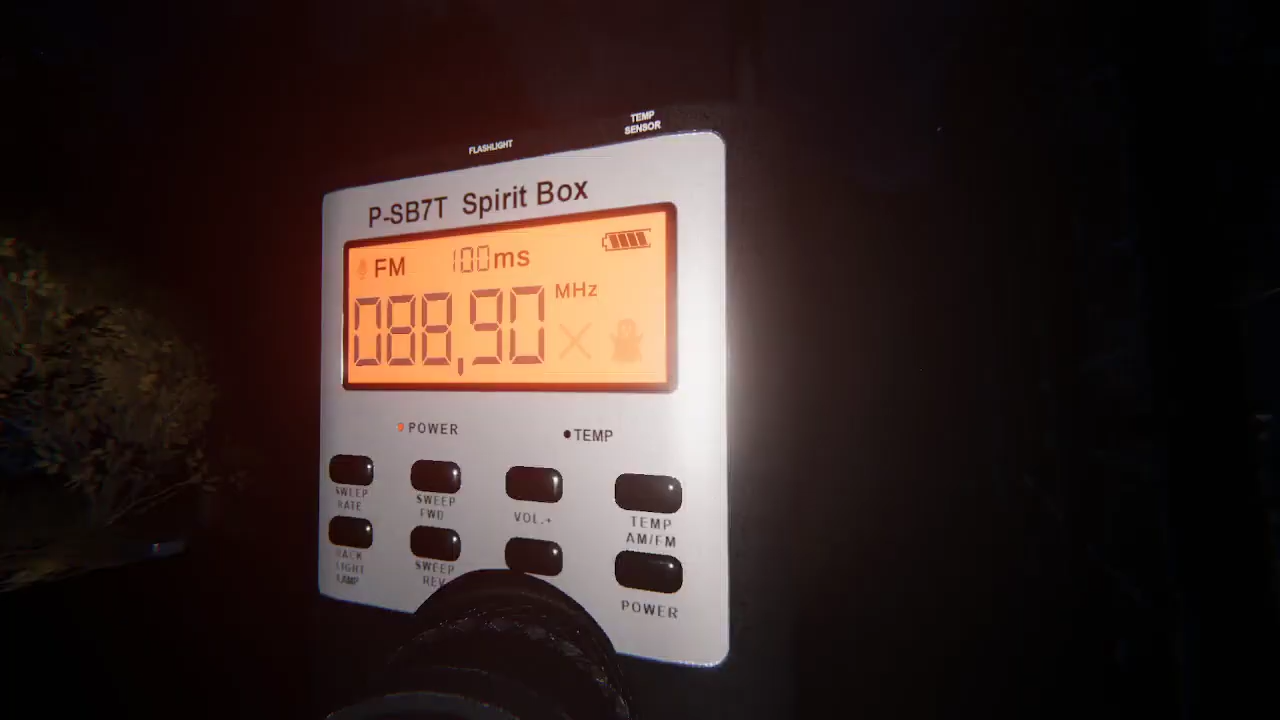 TEMP
SENSOR
FLASHLIGHT
P-SB7T Spirit Box
FM 100ms
088,90 MHz
POWER
TEMP
SWEEP
RATE
SWEEP
FWD
VOL.+
TEMP
AM/FM
BACK
LIGHT
LAMP
SWEEP
REV
POWER